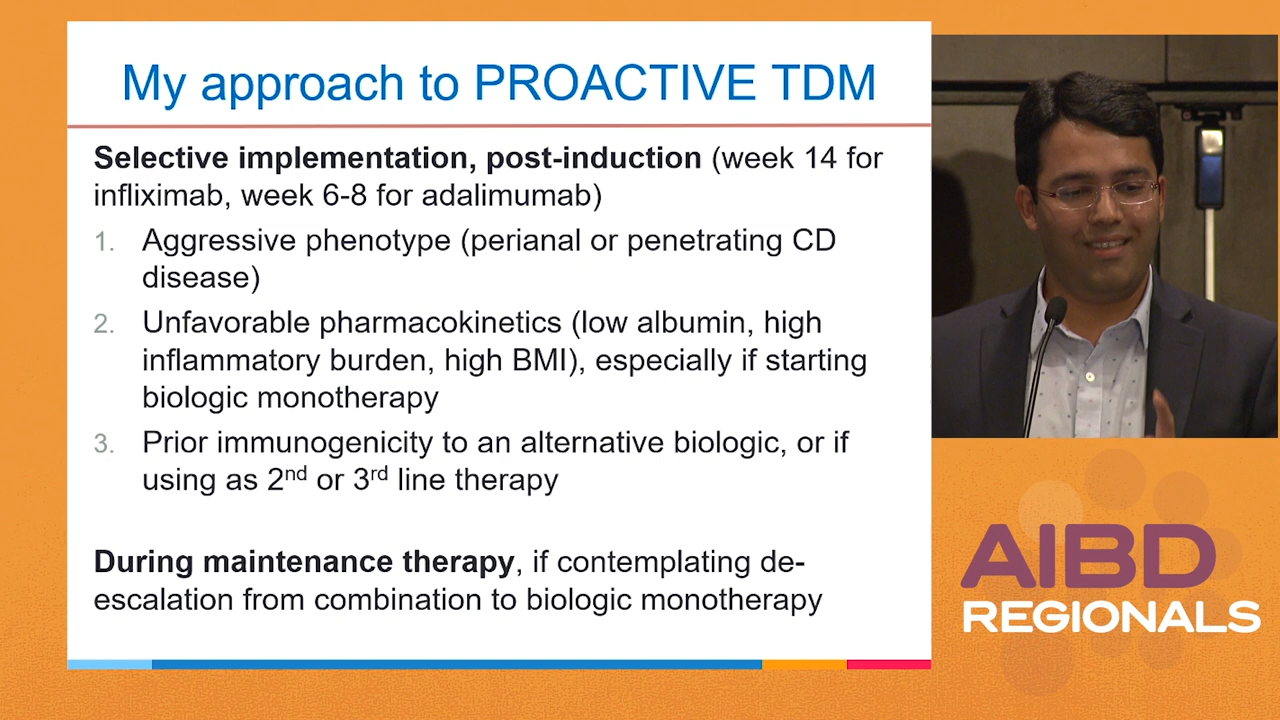 My approach to PROACTIVE TDM
Selective implementation, post-induction (week 14 for
infliximab, week 6-8 for adalimumab)
1. Aggressive phenotype (perianal or penetrating CD
disease)
2. Unfavorable pharmacokinetics (low albumin, high
inflammatory burden, high BMI), especially if starting
biologic monotherapy
3. Prior immunogenicity to an alternative biologic, or if
using as 2nd or 3rd line therapy
During maintenance therapy, if contemplating de-
escalation from combination to biologic monotherapy
AIBD
REGIONALS